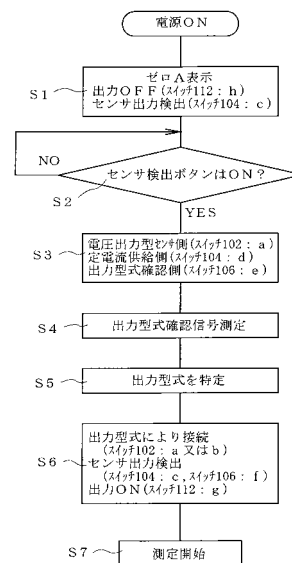 電源ON
S1
ゼロA表示
出力OFF(スイッチ112:h)
センサ出力検出(スイッチ104:c)
NO
センサ検出ボタンはON?
S2
YES
S3
電圧出力型センサ側(スイッチ102:a)
定電流供給側(スイッチ104:d)
出力型式確認側(スイッチ106:e)
S4
出力型式確認信号測定
S5
出力型式を特定
S6
出力型式により接続
(スイッチ102:a又はb)
センサ出力検出
(スイッチ104:c,スイッチ106:f)
出力ON(スイッチ112:g)
S7
測定開始